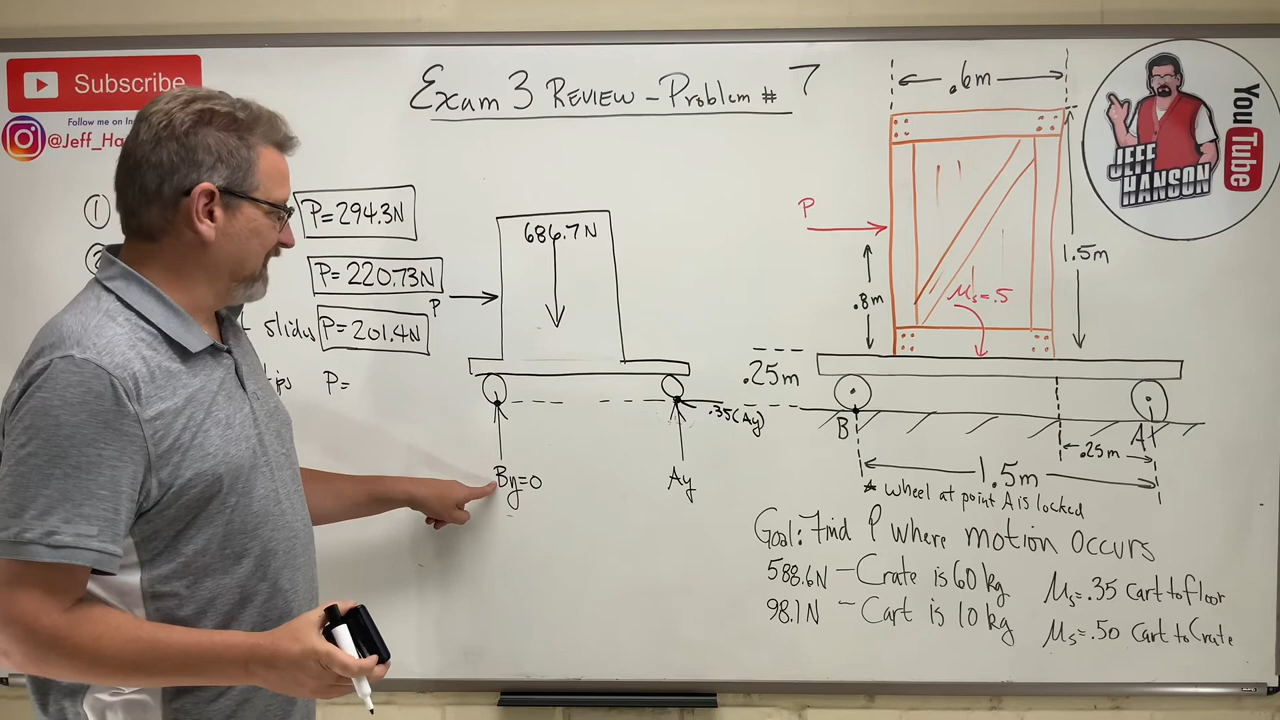 Subscribe
Follow me on In
@Jeff_Ha
Exam 3 Review - Problem # 7
.6m
YouTube
JEFF
HANSON
①
P=294.3N
②
P=220.73N
slides P=201.4N
tips P=
P
686.7N
.35(Ay)
By=0
Ay
P
.8m
1.5m
μs=.5
.25m
B
A
.25m
1.5m
* wheel at point A is locked
Goal: Find P where motion occurs
588.6N - Crate is 60 kg
μs=.35 Cart to floor
98.1N - Cart is 10 kg
μs=.50 Cart to Crate